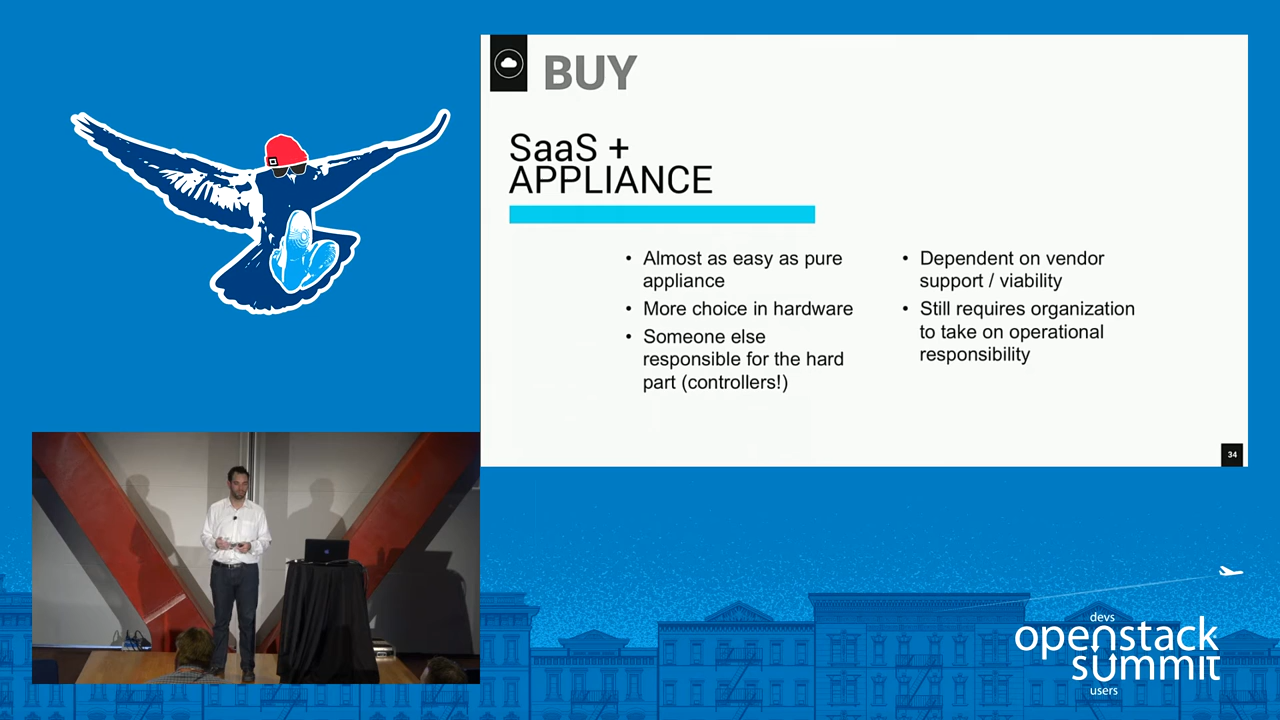 BUY
SaaS +
APPLIANCE
• Almost as easy as pure
appliance
• More choice in hardware
• Someone else
responsible for the hard
part (controllers!)
• Dependent on vendor
support / viability
• Still requires organization
to take on operational
responsibility
34
devs
openstack
summit
users